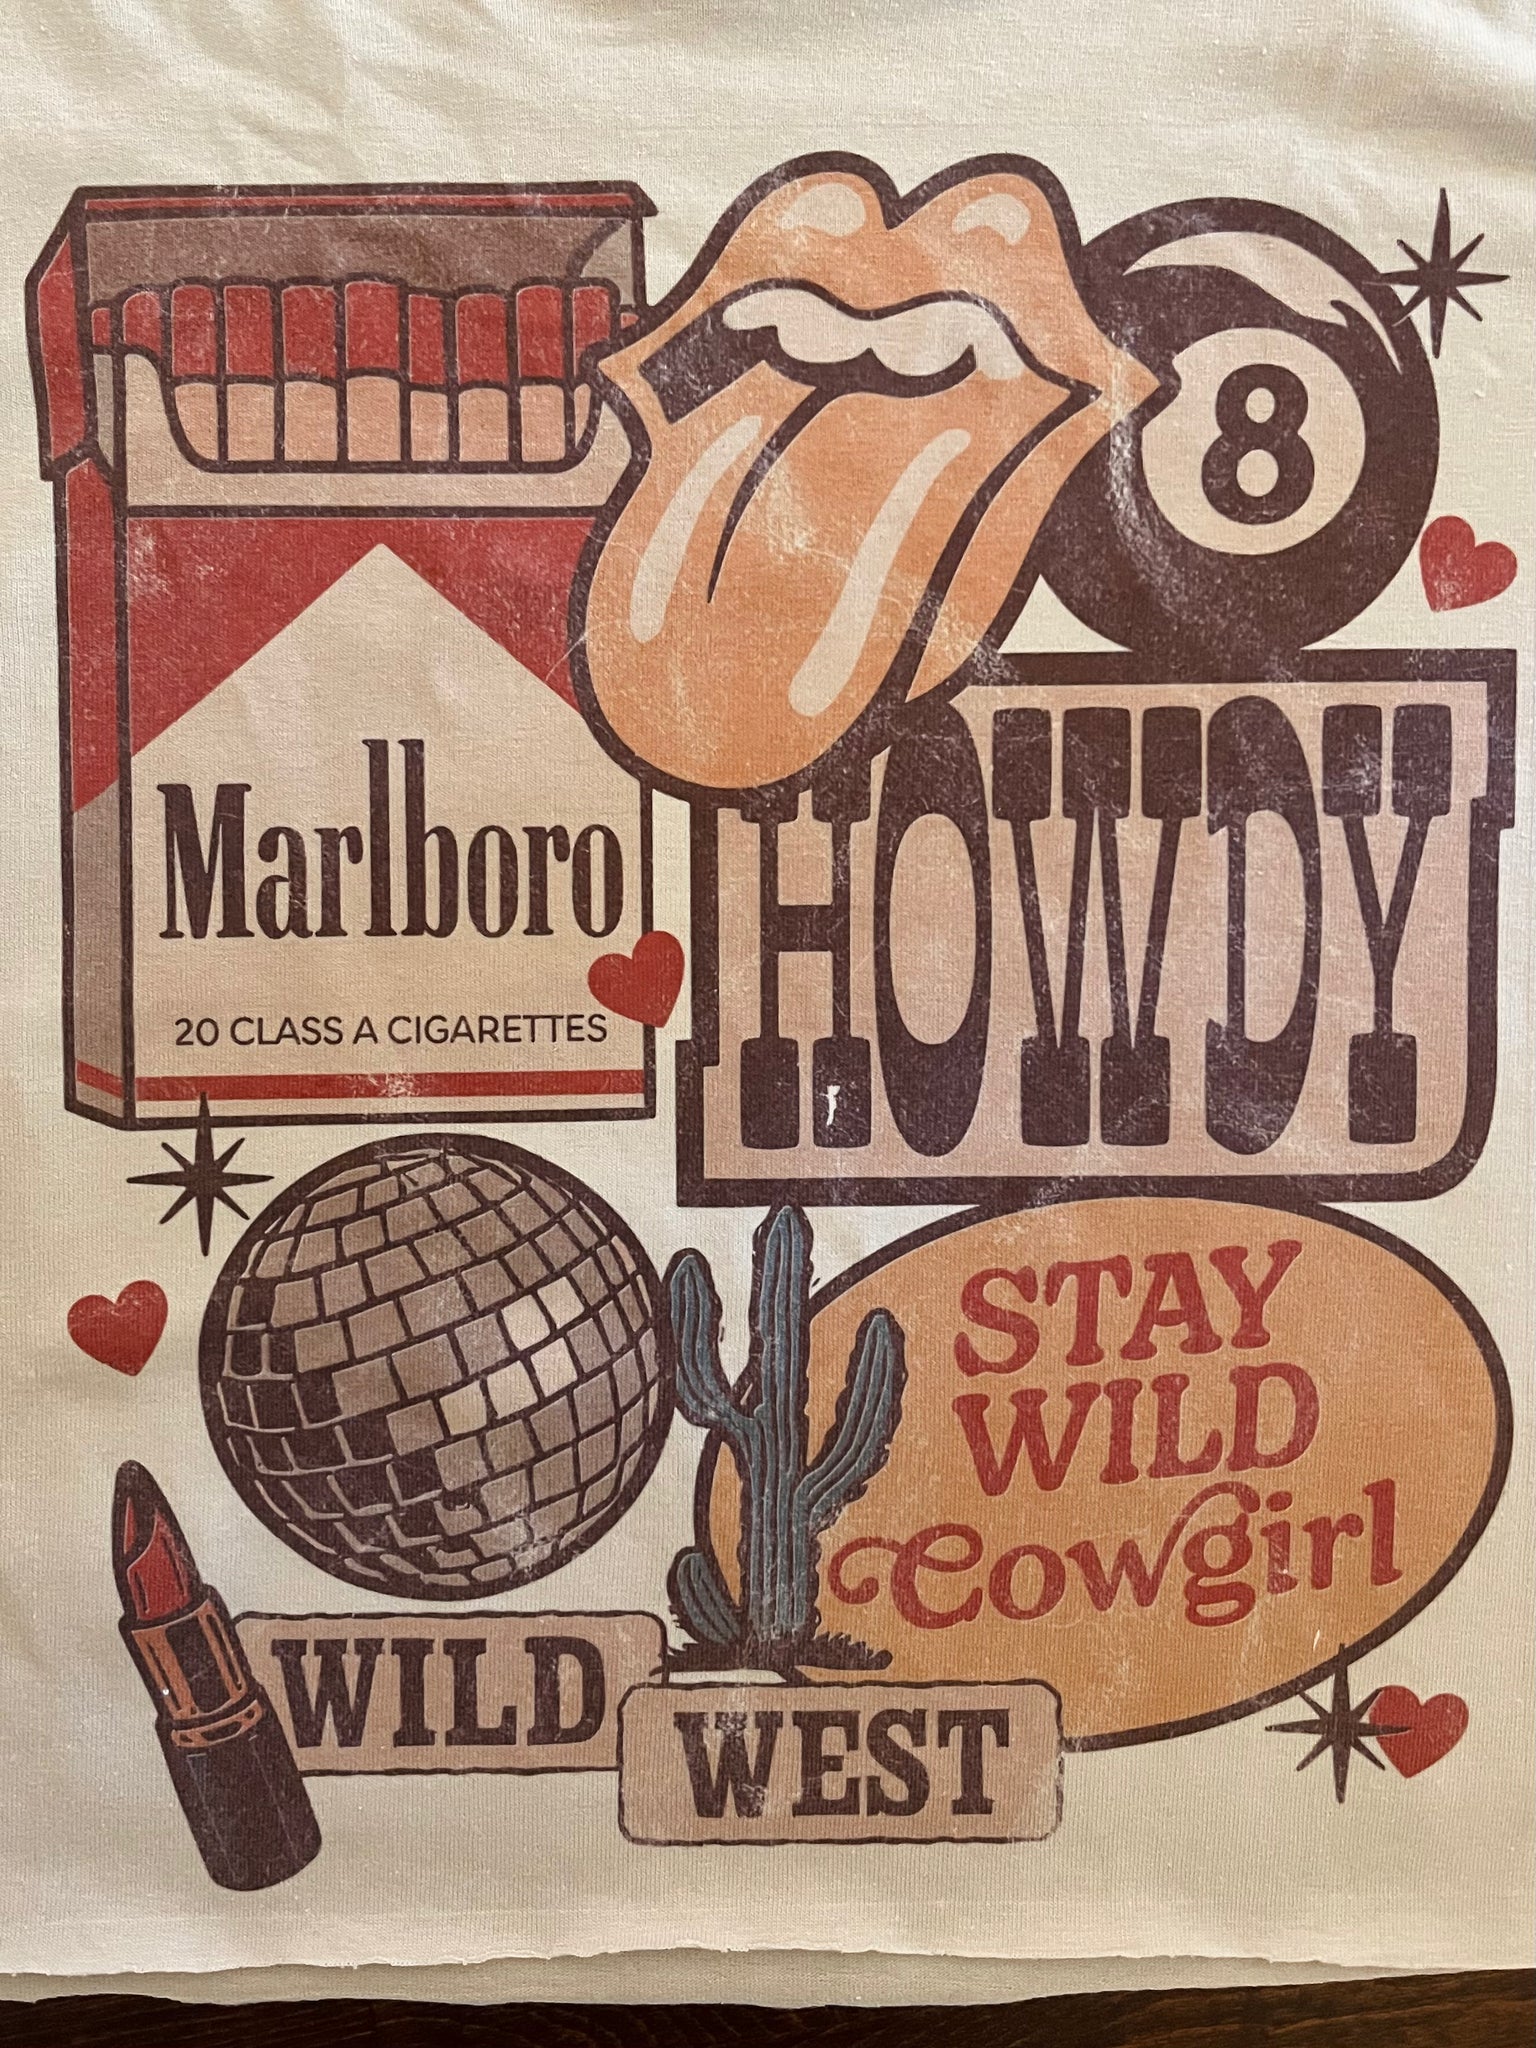 8
Marlboro
20 CLASS A CIGARETTES
HOWDY
STAY
WILD
Cowgirl
WILD
WEST